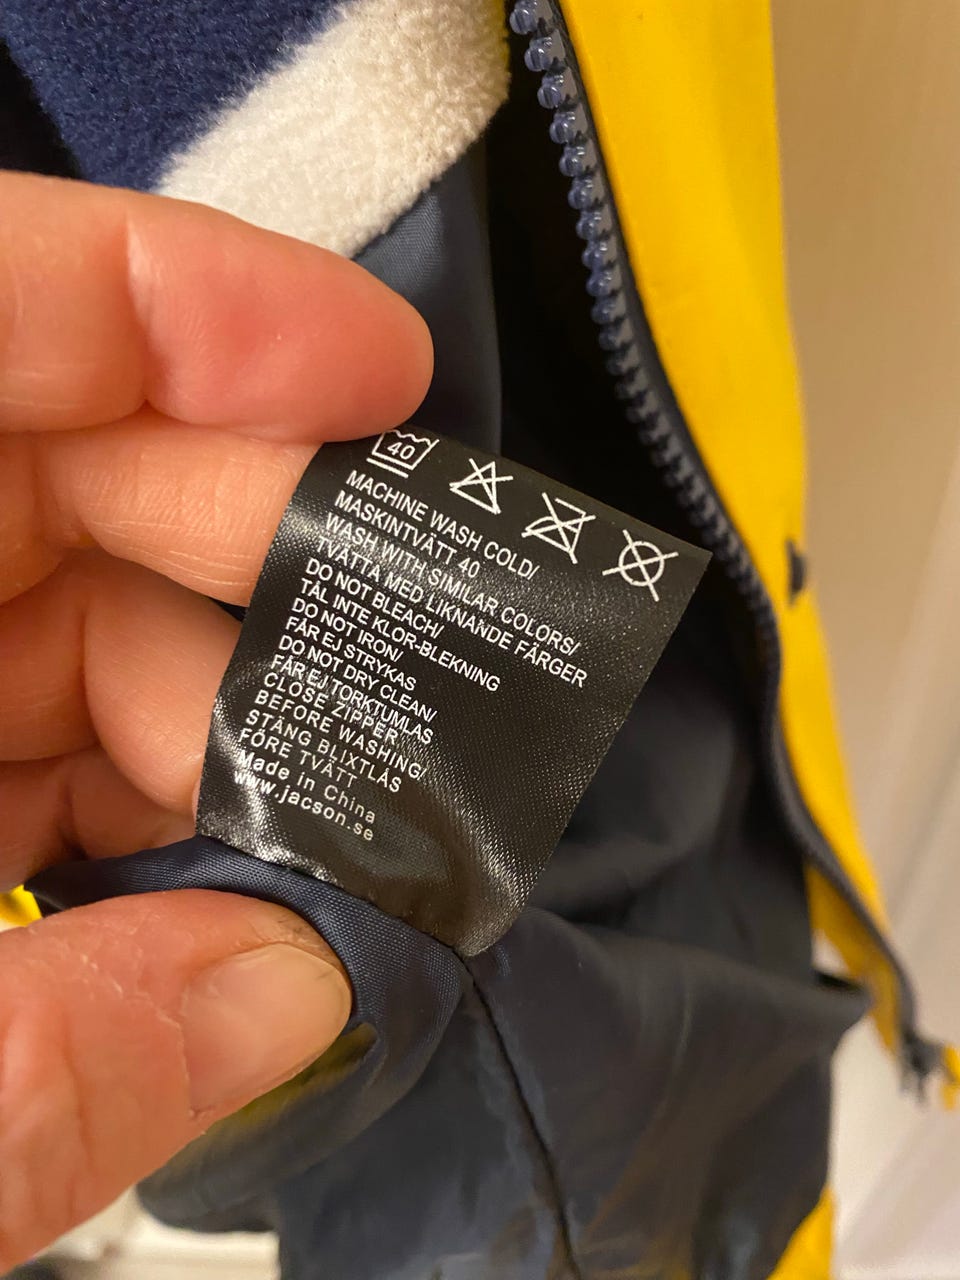 40
MACHINE WASH COLD/
MASKINTVÄTT 40
WASH WITH SIMILAR COLORS/
TVÄTTA MED LIKNANDE FÄRGER
DO NOT BLEACH/
TÅL INTE KLOR-BLEKNING
DO NOT IRON/
FÅR EJ STRYKAS
DO NOT DRY CLEAN/
FÅR EJ TORKTUMLAS
CLOSE ZIPPER
BEFORE WASHING/
STÄNG BLIXTLÅS
FÖRE TVÄTT
Made in China
www.jacson.se